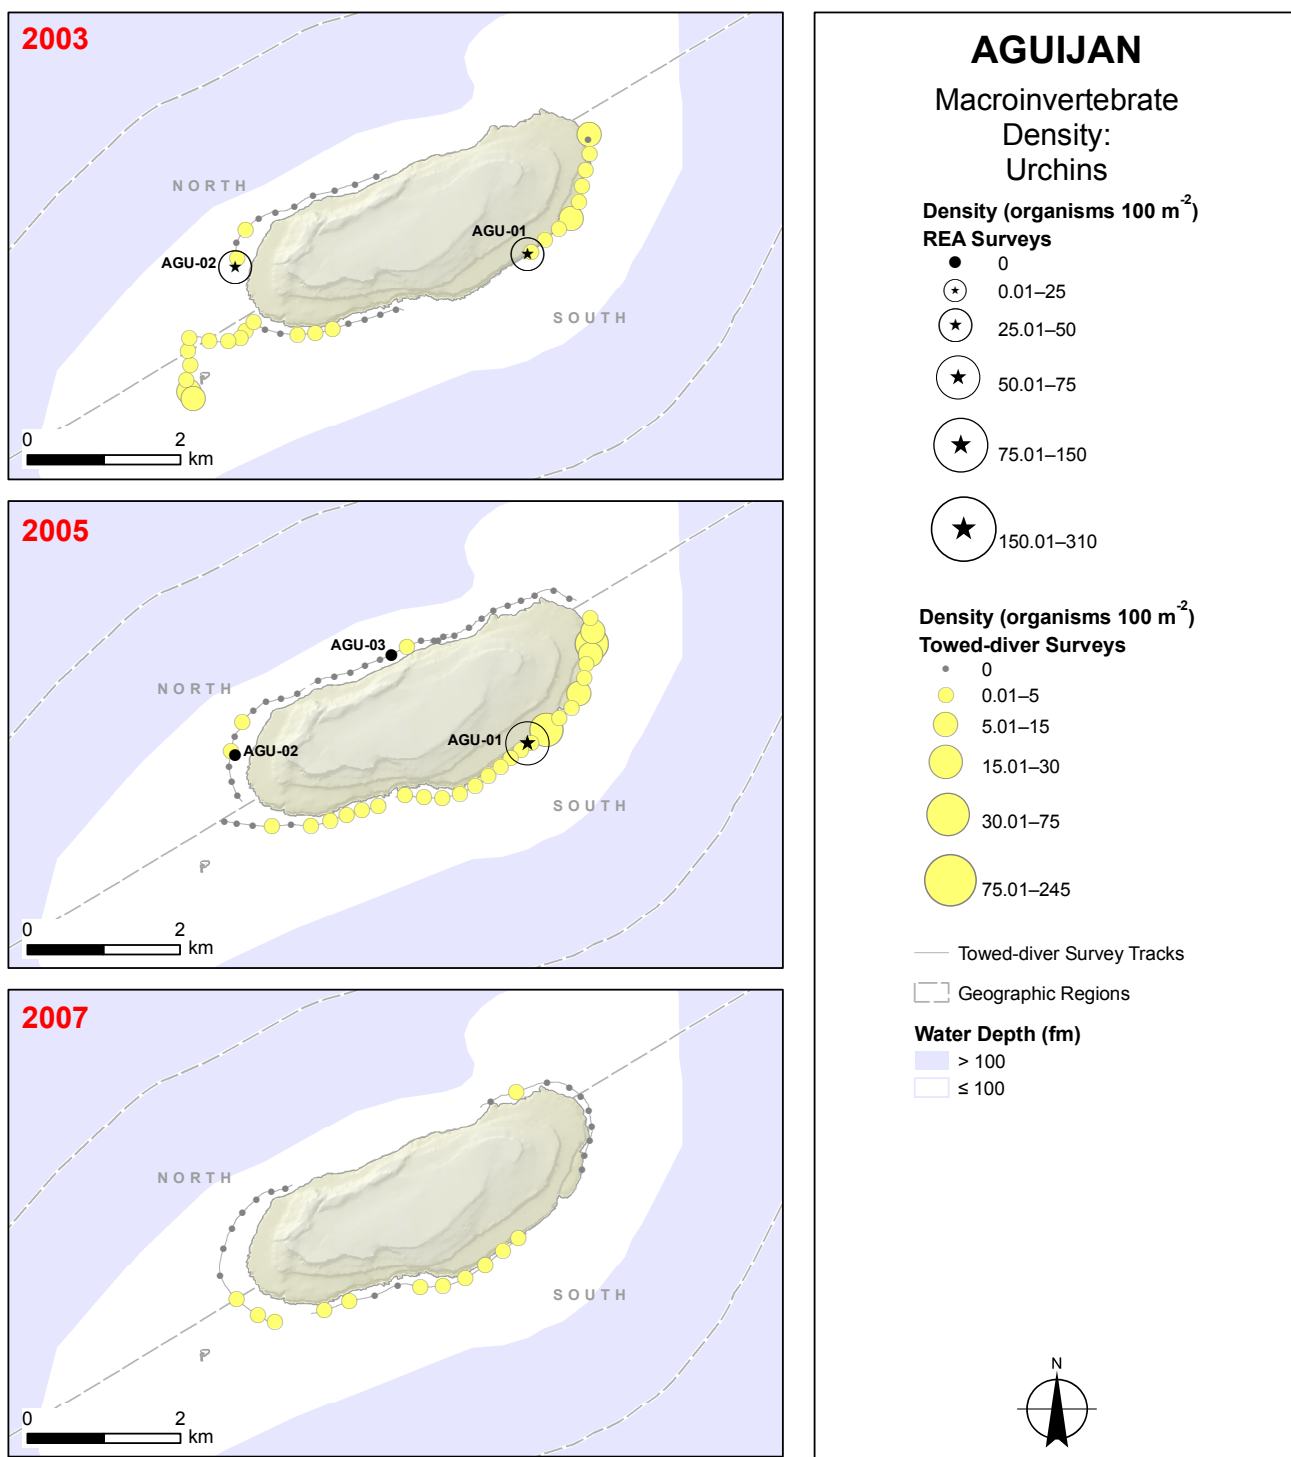 2003
NORTH
AGU-01
AGU-02
SOUTH
0 2
km
2005
AGU-03
NORTH
AGU-01
AGU-02
SOUTH
0 2
km
2007
NORTH
SOUTH
0 2
km
AGUIJAN
Macroinvertebrate
Density:
Urchins
Density (organisms 100 m⁻²)
REA Surveys
0
0.01–25
25.01–50
50.01–75
75.01–150
150.01–310
Density (organisms 100 m⁻²)
Towed-diver Surveys
0
0.01–5
5.01–15
15.01–30
30.01–75
75.01–245
Towed-diver Survey Tracks
Geographic Regions
Water Depth (fm)
> 100
≤ 100
N